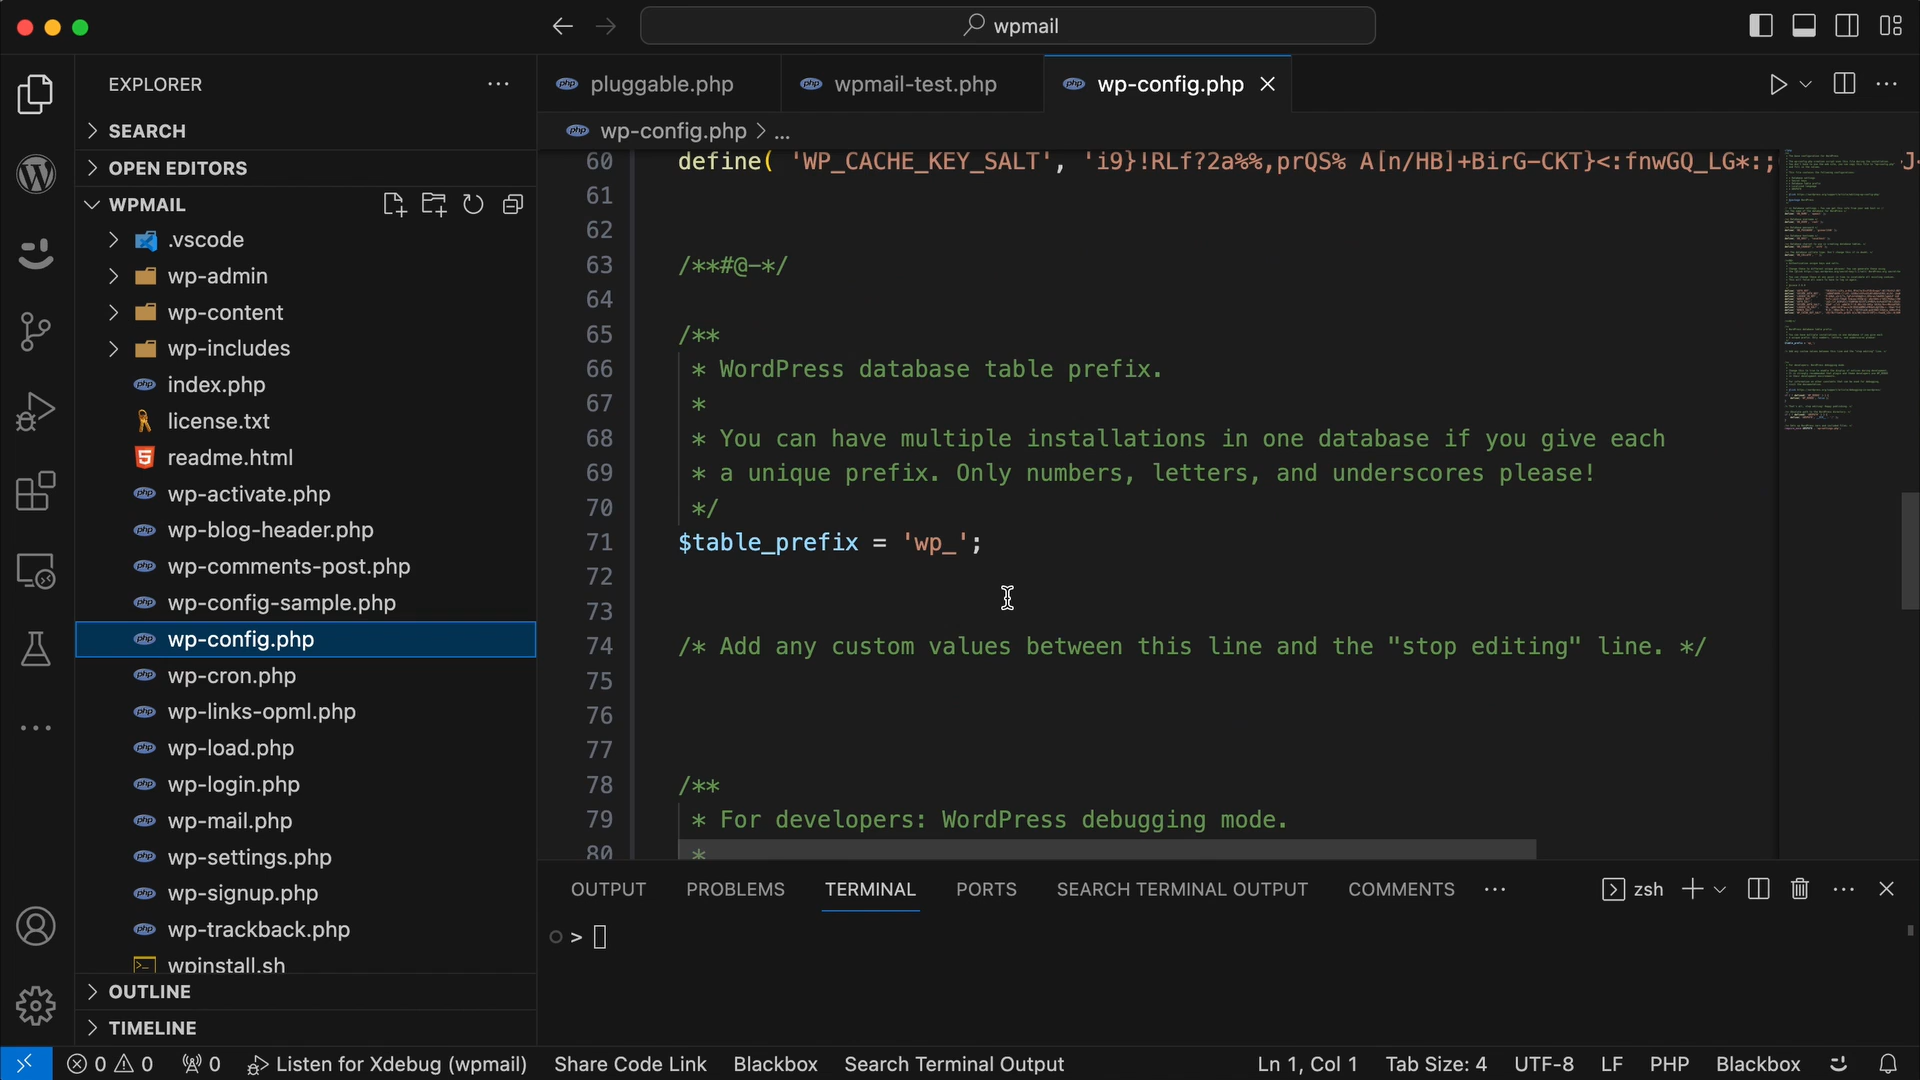 wpmail
EXPLORER
SEARCH
OPEN EDITORS
WPMAIL
.vscode
wp-admin
wp-content
wp-includes
index.php
license.txt
readme.html
wp-activate.php
wp-blog-header.php
wp-comments-post.php
wp-config-sample.php
wp-config.php
wp-cron.php
wp-links-opml.php
wp-load.php
wp-login.php
wp-mail.php
wp-settings.php
wp-signup.php
wp-trackback.php
wpinstall.sh
OUTLINE
TIMELINE
pluggable.php
wpmail-test.php
wp-config.php
wp-config.php > ...
60 define( 'WP_CACHE_KEY_SALT', 'i9}!RLf?2a%%,prQS% A[n/HB]+BirG-CKT}<:fnwGQ_LG*:;
61
62
63 /**#@-*/
64
65 /**
66 * WordPress database table prefix.
67 *
68 * You can have multiple installations in one database if you give each
69 * a unique prefix. Only numbers, letters, and underscores please!
70 */
71 $table_prefix = 'wp_';
72
73
74 /* Add any custom values between this line and the "stop editing" line. */
75
76
77
78 /**
79 * For developers: WordPress debugging mode.
80 *
OUTPUT PROBLEMS TERMINAL PORTS SEARCH TERMINAL OUTPUT COMMENTS ... zsh
>
0 0 0 Listen for Xdebug (wpmail) Share Code Link Blackbox Search Terminal Output Ln 1, Col 1 Tab Size: 4 UTF-8 LF PHP Blackbox